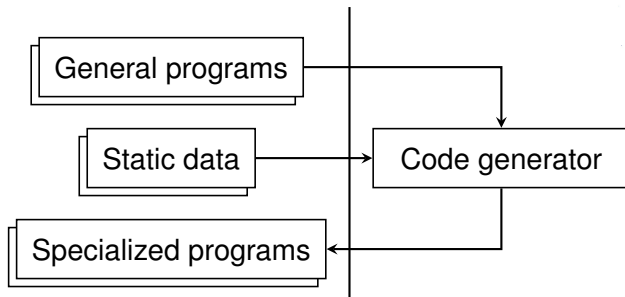 General programs
Static data
Code generator
Specialized programs